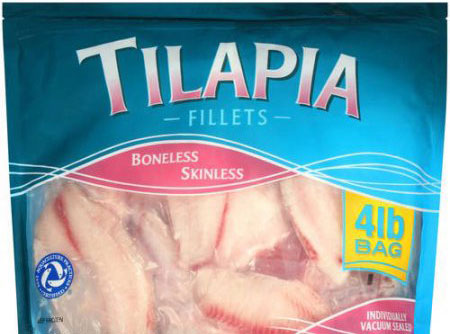 TILAPIA
- FILLETS -
BONELESS
SKINLESS
4lb
BAG
INDIVIDUALLY
VACUUM SEALED